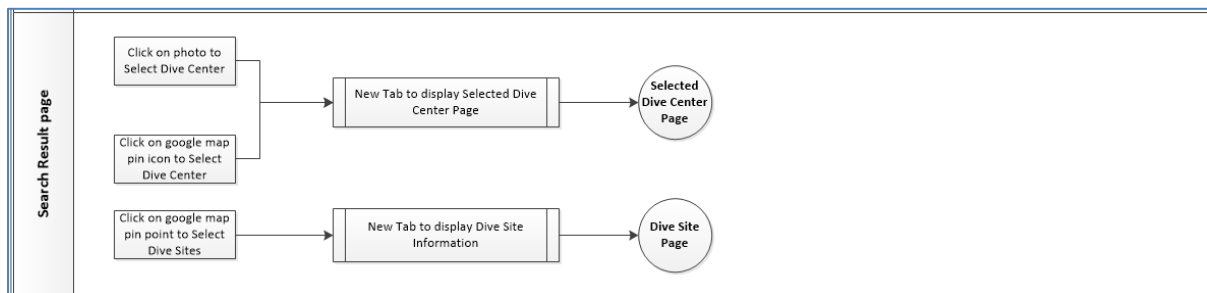 Search Result page
Click on photo to
Select Dive Center
New Tab to display Selected Dive
Center Page
Selected
Dive Center
Page
Click on google map
pin icon to Select
Dive Center
Click on google map
pin point to Select
Dive Sites
New Tab to display Dive Site
Information
Dive Site
Page